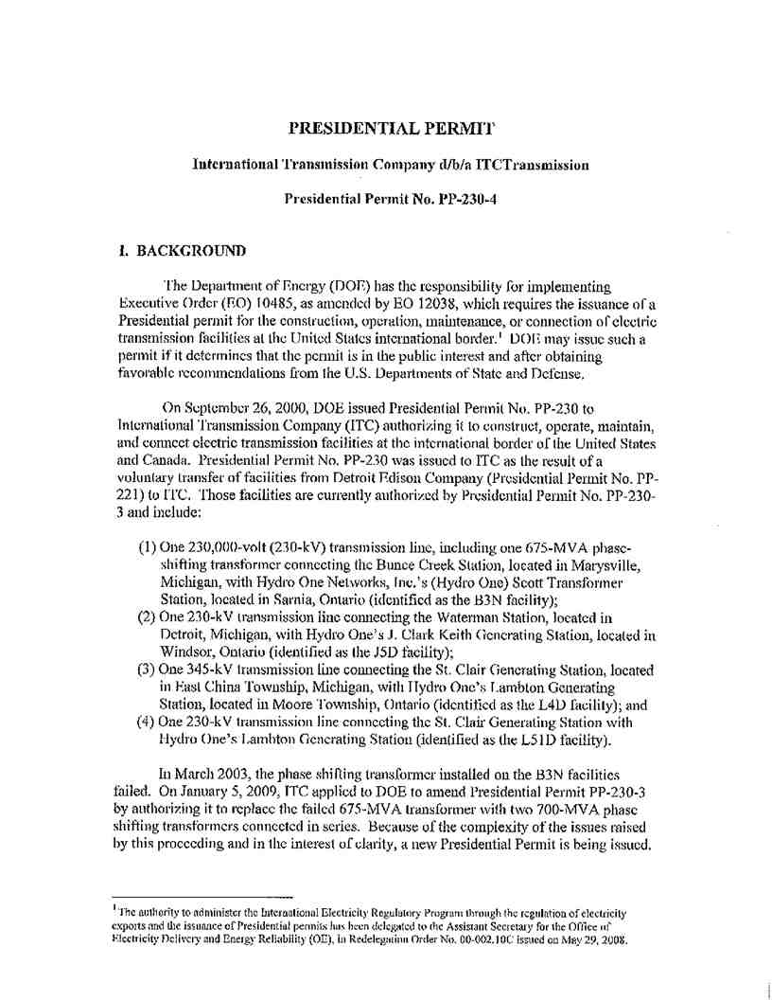 PRESIDENTIAL PERMIT
International Transmission Company d/b/a ITCTransmission
Presidential Permit No. PP-230-4
I. BACKGROUND
The Department of Energy (DOE) has the responsibility for implementing
Executive Order (EO) 10485, as amended by EO 12038, which requires the issuance of a
Presidential permit for the construction, operation, maintenance, or connection of electric
transmission facilities at the United States international border.¹ DOE may issue such a
permit if it determines that the permit is in the public interest and after obtaining
favorable recommendations from the U.S. Departments of State and Defense.
On September 26, 2000, DOE issued Presidential Permit No. PP-230 to
International Transmission Company (ITC) authorizing it to construct, operate, maintain,
and connect electric transmission facilities at the international border of the United States
and Canada. Presidential Permit No. PP-230 was issued to ITC as the result of a
voluntary transfer of facilities from Detroit Edison Company (Presidential Permit No. PP-
221) to ITC. Those facilities are currently authorized by Presidential Permit No. PP-230-
3 and include:
(1) One 230,000-volt (230-kV) transmission line, including one 675-MVA phase-
shifting transformer connecting the Bunce Creek Station, located in Marysville,
Michigan, with Hydro One Networks, Inc.'s (Hydro One) Scott Transformer
Station, located in Sarnia, Ontario (identified as the B3N facility);
(2) One 230-kV transmission line connecting the Waterman Station, located in
Detroit, Michigan, with Hydro One's J. Clark Keith Generating Station, located in
Windsor, Ontario (identified as the J5D facility);
(3) One 345-kV transmission line connecting the St. Clair Generating Station, located
in East China Township, Michigan, with Hydro One's Lambton Generating
Station, located in Moore Township, Ontario (identified as the L4D facility); and
(4) One 230-kV transmission line connecting the St. Clair Generating Station with
Hydro One's Lambton Generating Station (identified as the L51D facility).
In March 2003, the phase shifting transformer installed on the B3N facilities
failed. On January 5, 2009, ITC applied to DOE to amend Presidential Permit PP-230-3
by authorizing it to replace the failed 675-MVA transformer with two 700-MVA phase
shifting transformers connected in series. Because of the complexity of the issues raised
by this proceeding and in the interest of clarity, a new Presidential Permit is being issued.
¹ The authority to administer the International Electricity Regulatory Program through the regulation of electricity
exports and the issuance of Presidential permits has been delegated to the Assistant Secretary for the Office of
Electricity Delivery and Energy Reliability (OE), in Redelegation Order No. 00-002.10C issued on May 29, 2008.